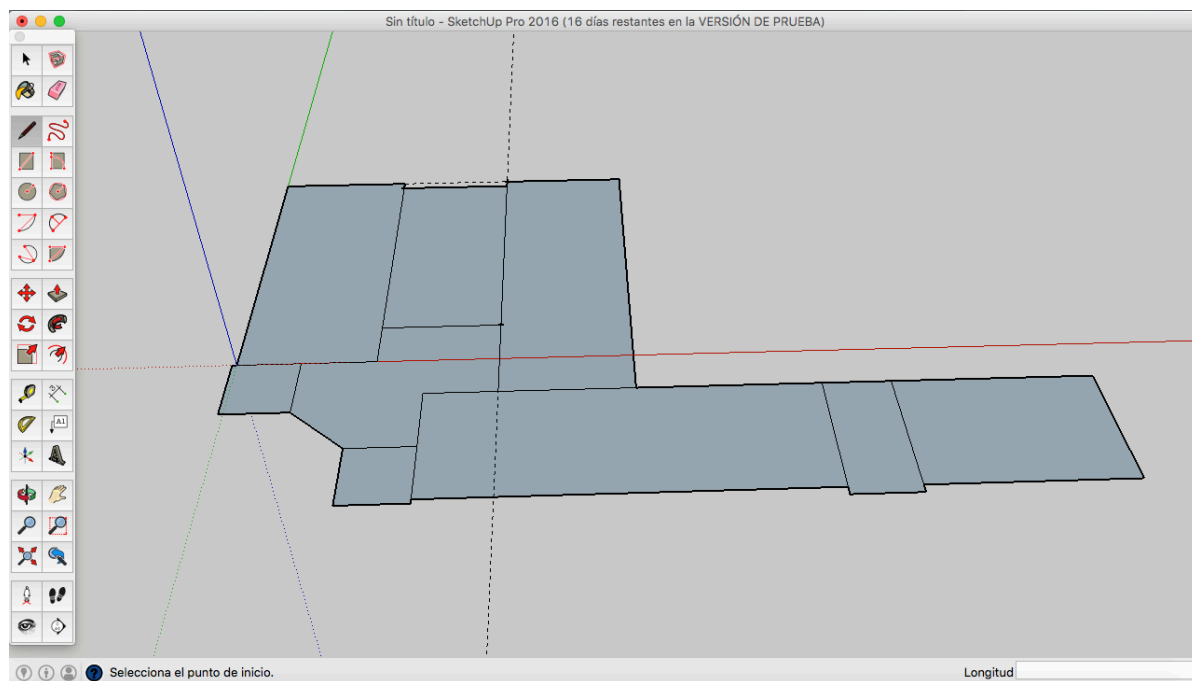 Sin título - SketchUp Pro 2016 (16 días restantes en la VERSIÓN DE PRUEBA)
A1
Selecciona el punto de inicio.
Longitud